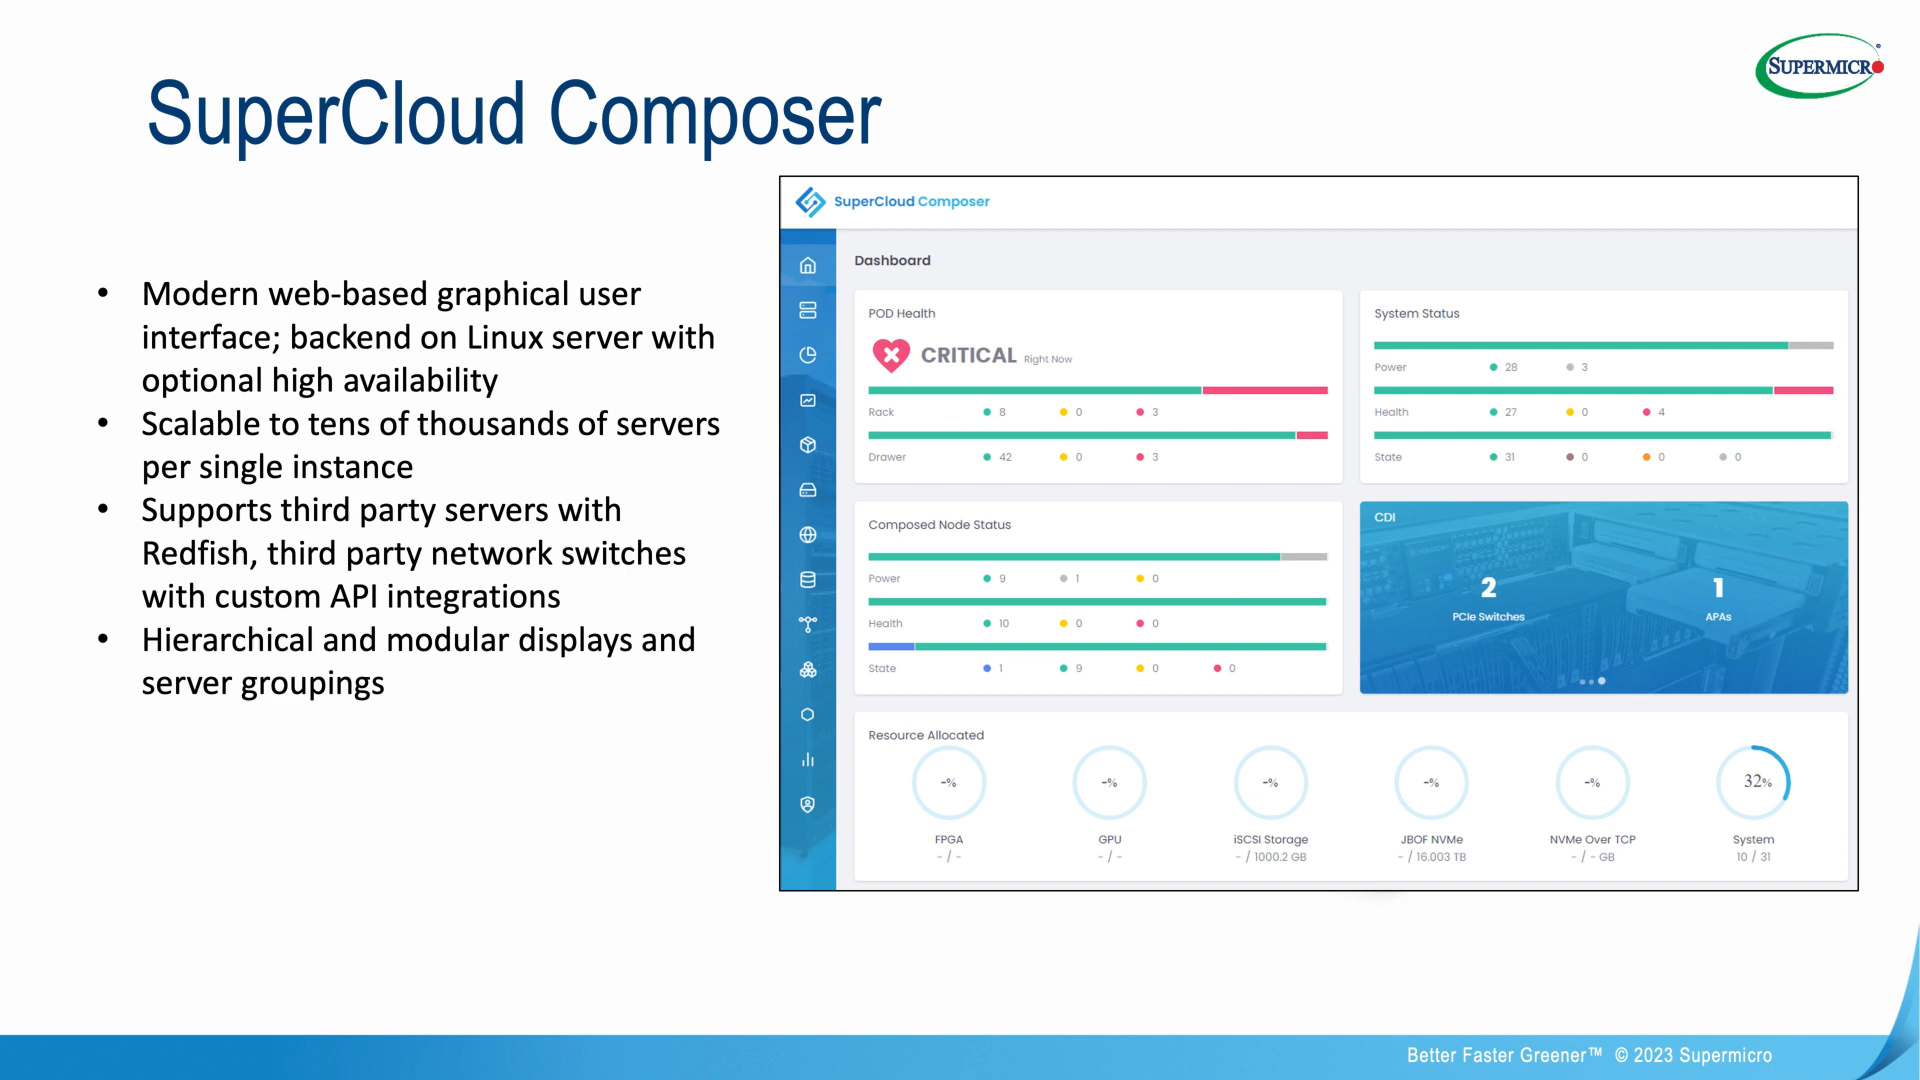 SUPERMICR
SuperCloud Composer
• Modern web-based graphical user
interface; backend on Linux server with
optional high availability
• Scalable to tens of thousands of servers
per single instance
• Supports third party servers with
Redfish, third party network switches
with custom API integrations
• Hierarchical and modular displays and
server groupings
SuperCloud Composer
Dashboard
POD Health
CRITICAL Right Now
Rack 8 0 3
Drawer 42 0 3
System Status
Power 28 3
Health 27 0 4
State 31 0 0 0
Composed Node Status
Power 9 1 0
Health 10 0 0
State 1 9 0 0
CDI
2 1
PCIe Switches APAs
Resource Allocated
-% -% -% -% -% 32%
FPGA GPU iSCSI Storage JBOF NVMe NVMe Over TCP System
- / - - / - - / 1000.2 GB - / 16.003 TB - / - GB 10 / 31
Better Faster Greener™ © 2023 Supermicro